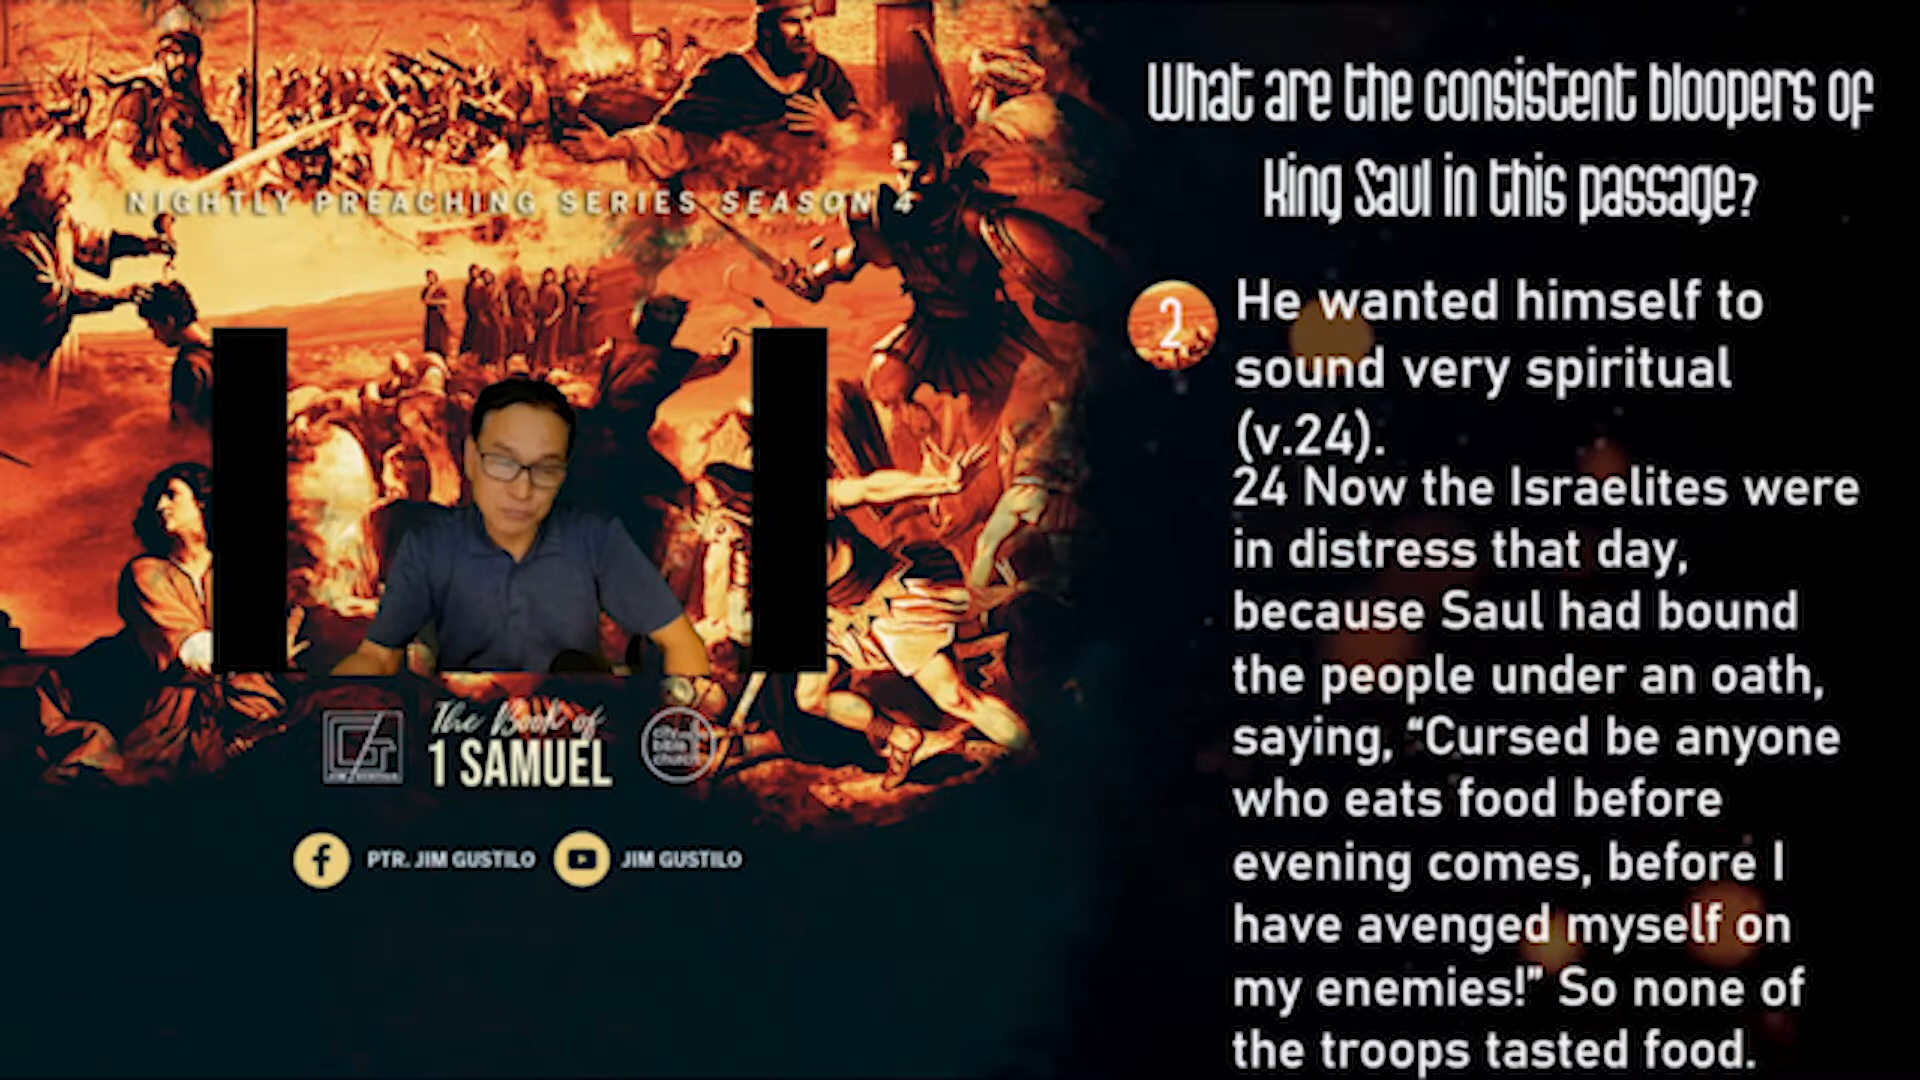 NIGHTLY PREACHING SERIES SEASON 4
The Book of
1 SAMUEL
city
bible
church
PTR. JIM GUSTILO
JIM GUSTILO
What are the consistent bloopers of
King Saul in this passage?
2
He wanted himself to
sound very spiritual
(v.24).
24 Now the Israelites were
in distress that day,
because Saul had bound
the people under an oath,
saying, “Cursed be anyone
who eats food before
evening comes, before I
have avenged myself on
my enemies!” So none of
the troops tasted food.